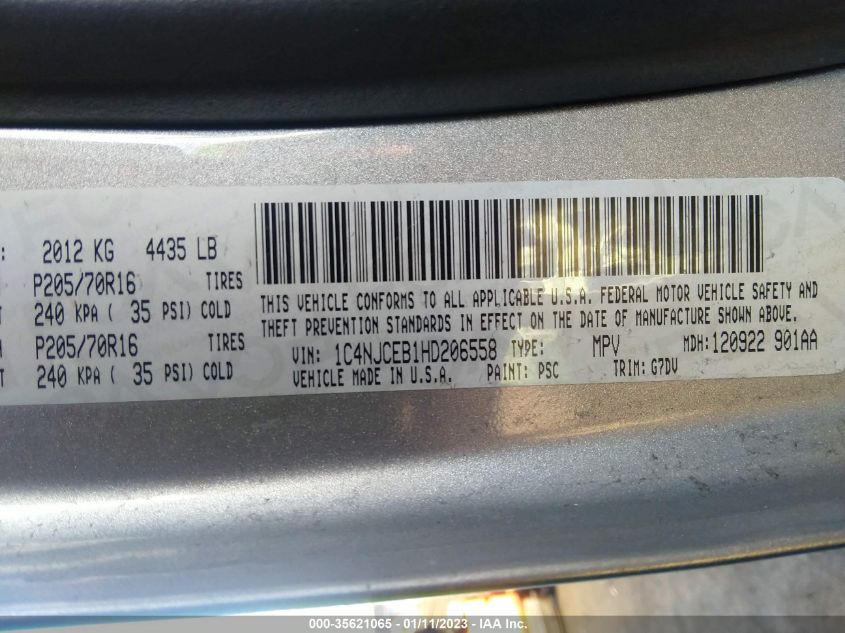 : 2012 KG 4435 LB
P205/70R16 TIRES
T 240 KPA ( 35 PSI) COLD
P205/70R16 TIRES
T 240 KPA ( 35 PSI) COLD
THIS VEHICLE CONFORMS TO ALL APPLICABLE U.S.A. FEDERAL MOTOR VEHICLE SAFETY AND
THEFT PREVENTION STANDARDS IN EFFECT ON THE DATE OF MANUFACTURE SHOWN ABOVE.
VIN: 1C4NJCEB1HD206558 TYPE: MPV MDH: 120922 901AA
VEHICLE MADE IN U.S.A. PAINT: PSC TRIM: G7DV
000-35621065 - 01/11/2023 - IAA Inc.